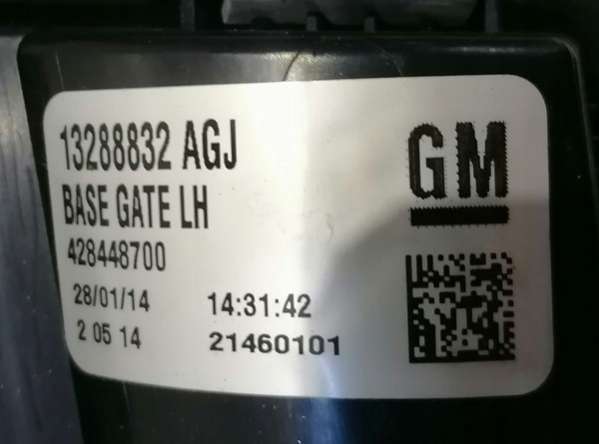 13288832 AGJ
BASE GATE LH
428448700
28/01/14 14:31:42
2 05 14 21460101
GM